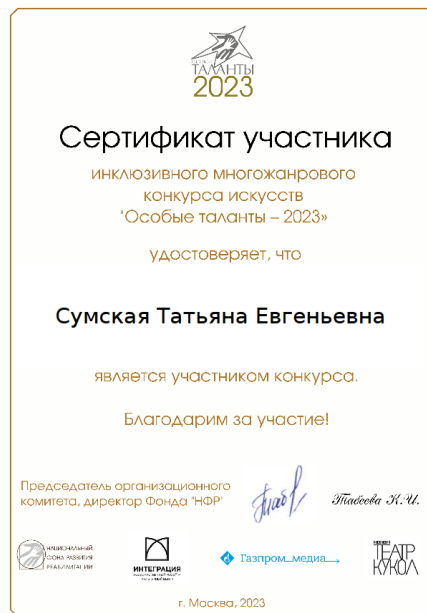 ТАЛАНТЫ
2023
Сертификат участника
инклюзивного многожанрового
конкурса искусств
"Особые таланты – 2023»
удостоверяет, что
Сумская Татьяна Евгеньевна
является участником конкурса.
Благодарим за участие!
Председатель организационного
комитета, директор Фонда "НФР"
Табеева К.И.
НАЦИОНАЛЬНЫЙ
ФОНД РАЗВИТИЯ
РЕАБИЛИТАЦИИ
ИНТЕГРАЦИЯ
Газпром_медиа
ТЕАТР
КУКОЛ
г. Москва, 2023